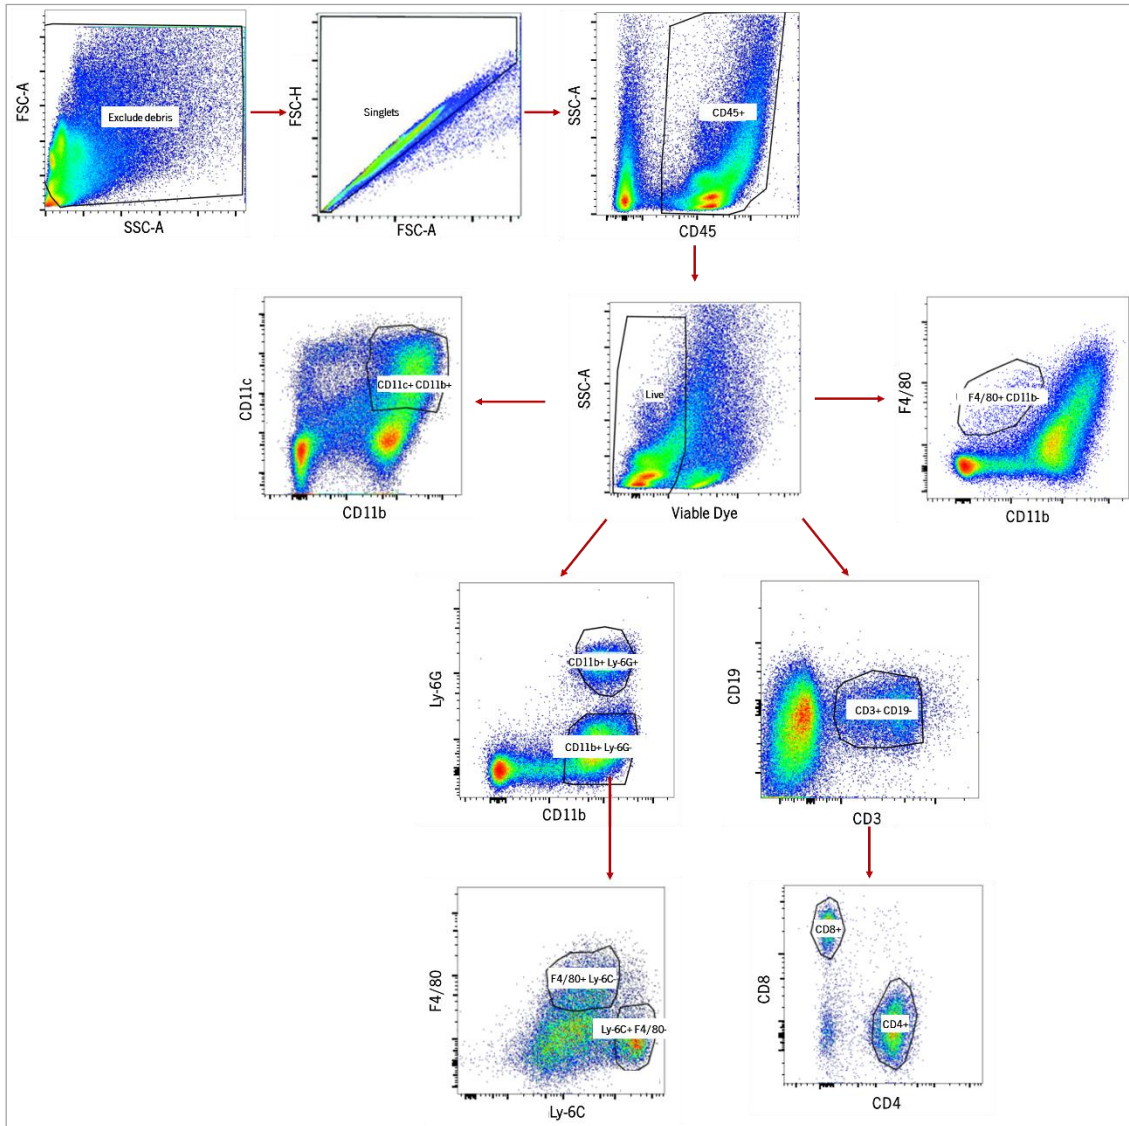 FSC-A
Exclude debris
SSC-A
FSC-H
Singlets
FSC-A
SSC-A
CD45+
CD45
CD11c
CD11c+ CD11b+
CD11b
SSC-A
Live
Viable Dye
F4/80
F4/80+ CD11b-
CD11b
Ly-6G
CD11b+ Ly-6G+
CD11b+ Ly-6G-
CD11b
CD19
CD3+ CD19-
CD3
F4/80
F4/80+ Ly-6C-
Ly-6C+ F4/80-
Ly-6C
CD8
CD8+
CD4+
CD4